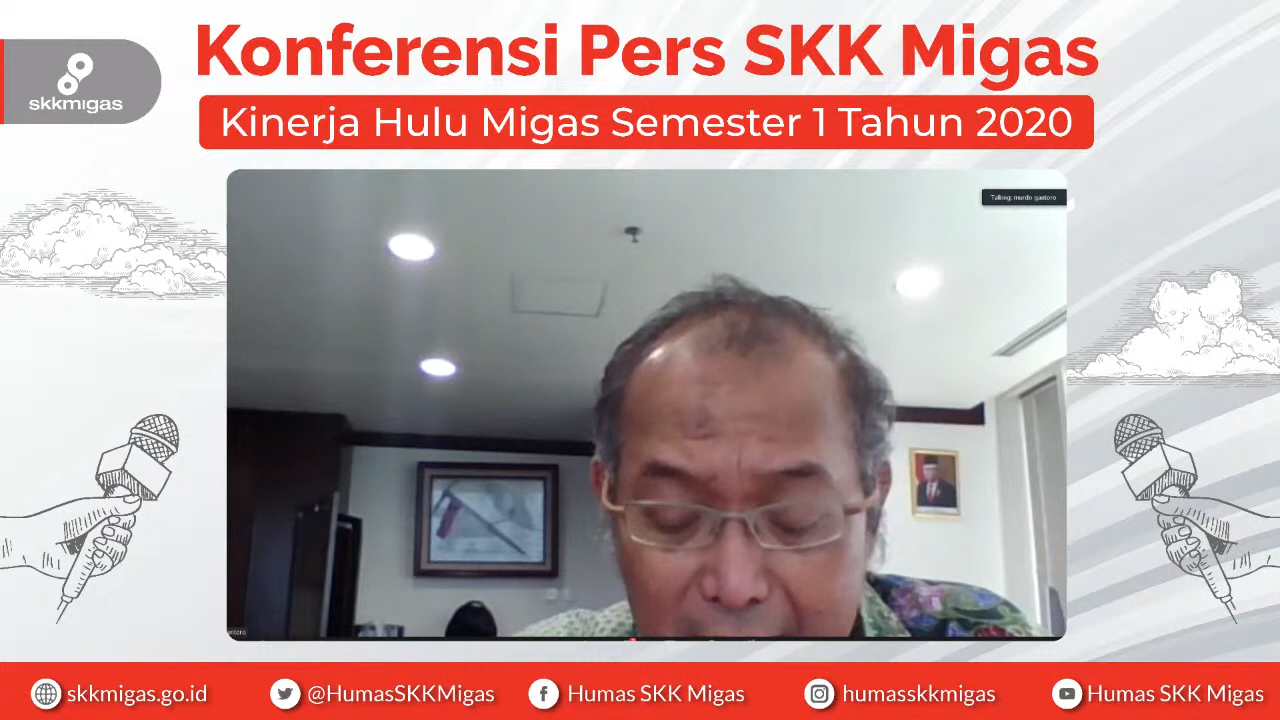 Konferensi Pers SKK Migas
skkmigas
Kinerja Hulu Migas Semester 1 Tahun 2020
Talking: murdo gantoro
skkmigas.go.id
@HumasSKKMigas
Humas SKK Migas
humasskkmigas
Humas SKK Migas